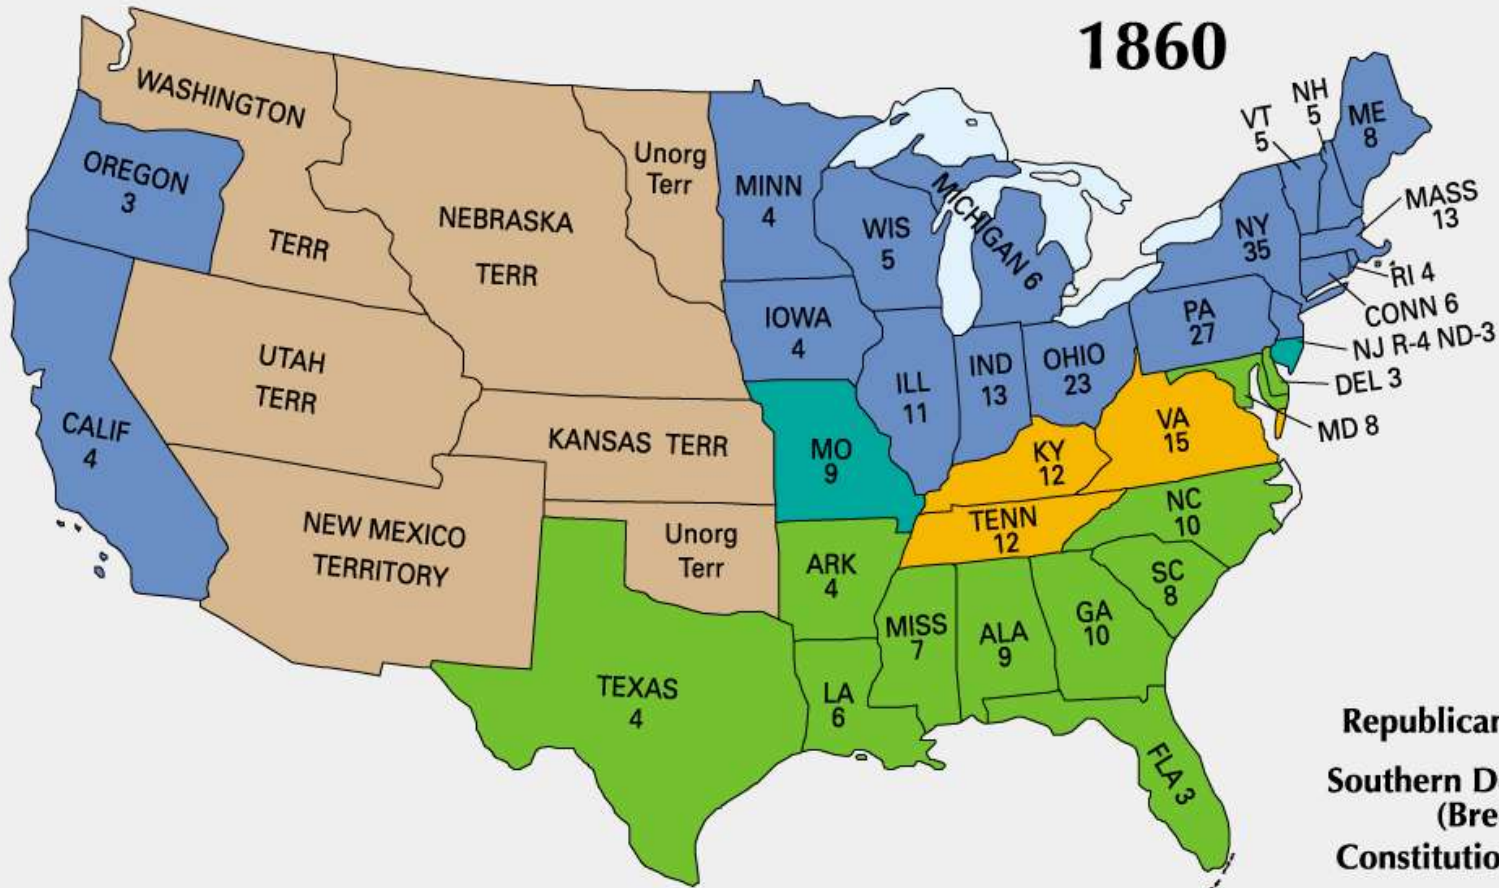 1860
WASHINGTON
TERR
OREGON
3
CALIF
4
NEBRASKA
TERR
Unorg
Terr
UTAH
TERR
KANSAS TERR
NEW MEXICO
TERRITORY
Unorg
Terr
TEXAS
4
MINN
4
IOWA
4
MO
9
ARK
4
LA
6
WIS
5
MICHIGAN 6
ILL
11
IND
13
OHIO
23
KY
12
TENN
12
MISS
7
ALA
9
GA
10
FLA 3
SC
8
NC
10
VA
15
PA
27
NY
35
VT
5
NH
5
ME
8
MASS
13
RI 4
CONN 6
NJ R-4 ND-3
DEL 3
MD 8
Republican
Southern D
(Bre
Constitutio